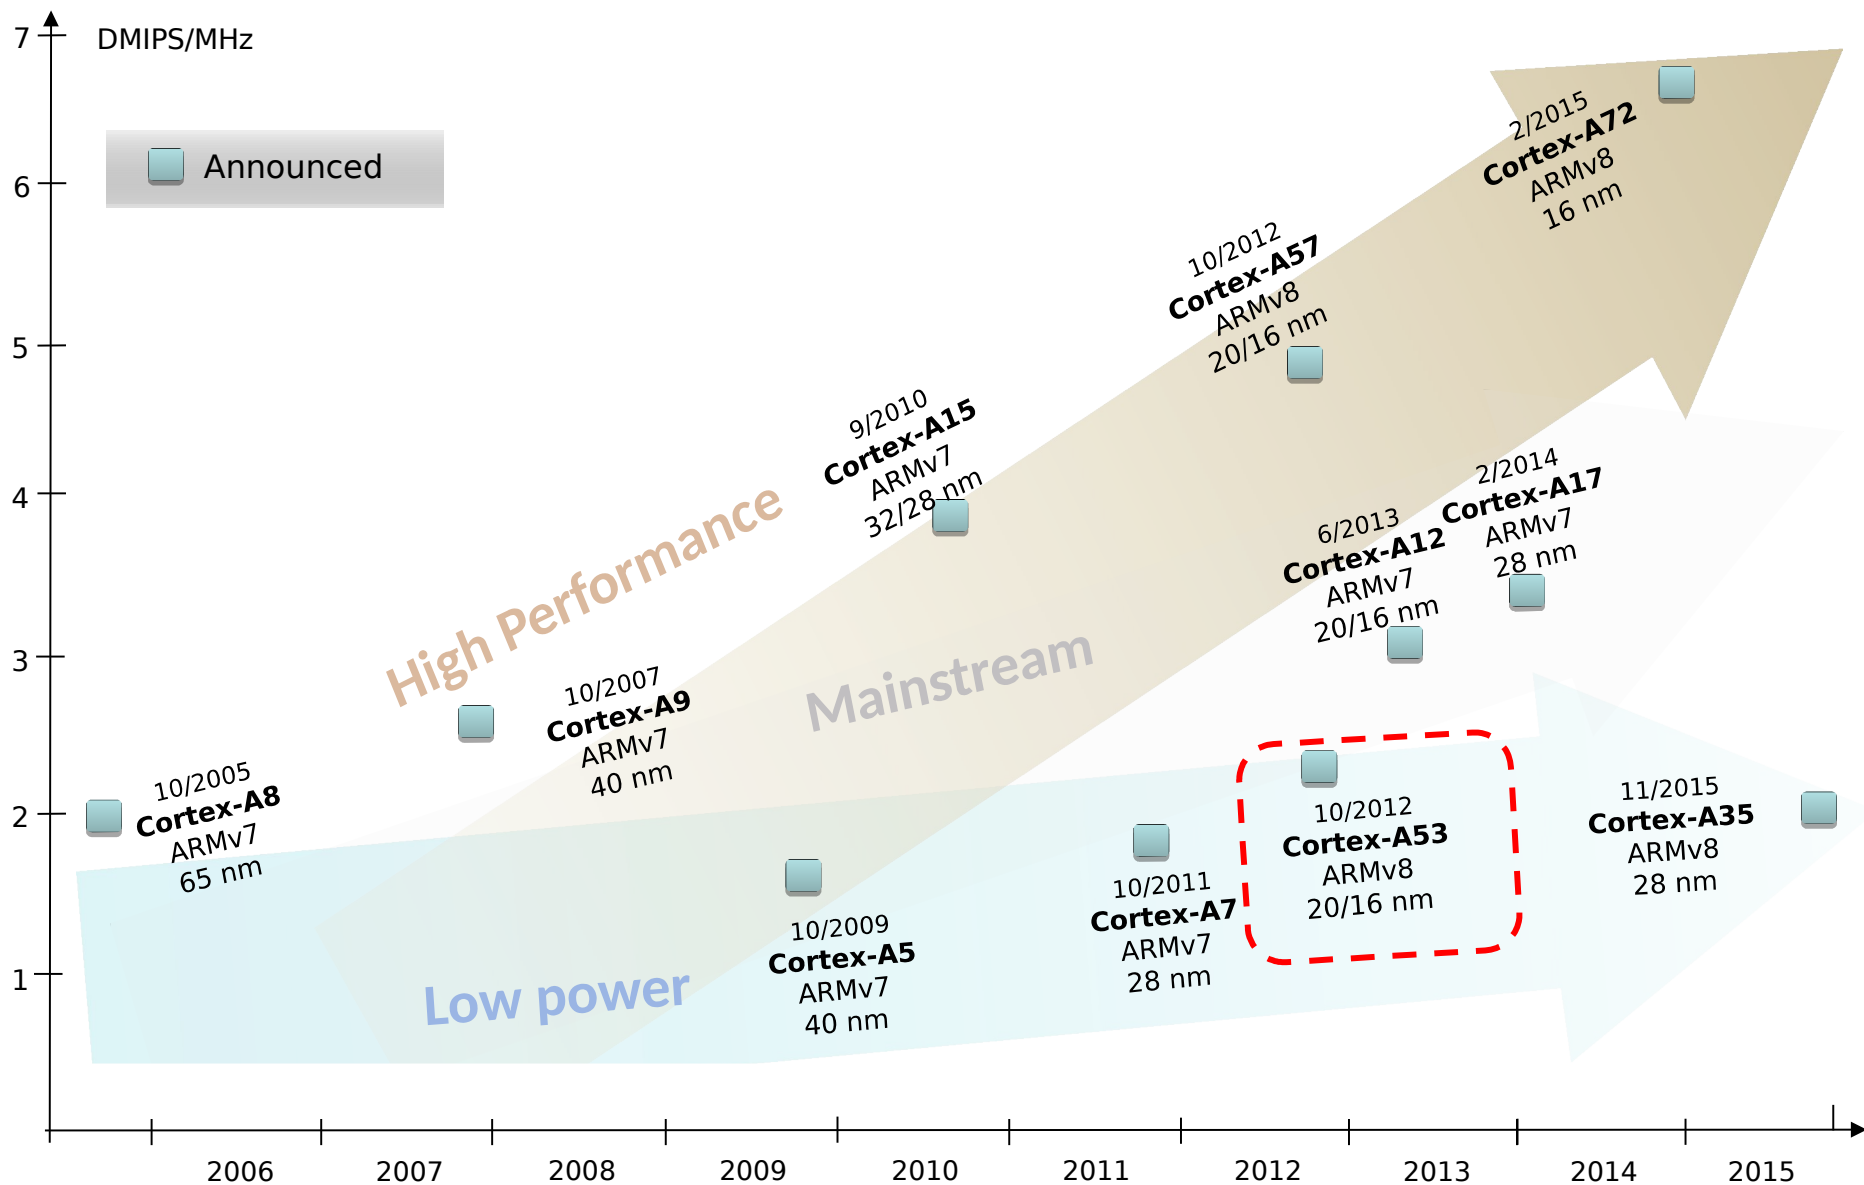 7
DMIPS/MHz
Announced
6
5
4
3
2
1
2/2015
Cortex-A72
ARMv8
16 nm
10/2012
Cortex-A57
ARMv8
20/16 nm
9/2010
Cortex-A15
ARMv7
32/28 nm
2/2014
Cortex-A17
ARMv7
28 nm
6/2013
Cortex-A12
ARMv7
20/16 nm
High Performance
Mainstream
10/2007
Cortex-A9
ARMv7
40 nm
10/2005
Cortex-A8
ARMv7
65 nm
11/2015
Cortex-A35
ARMv8
28 nm
10/2012
Cortex-A53
ARMv8
20/16 nm
10/2011
Cortex-A7
ARMv7
28 nm
10/2009
Cortex-A5
ARMv7
40 nm
Low power
2006 2007 2008 2009 2010 2011 2012 2013 2014 2015